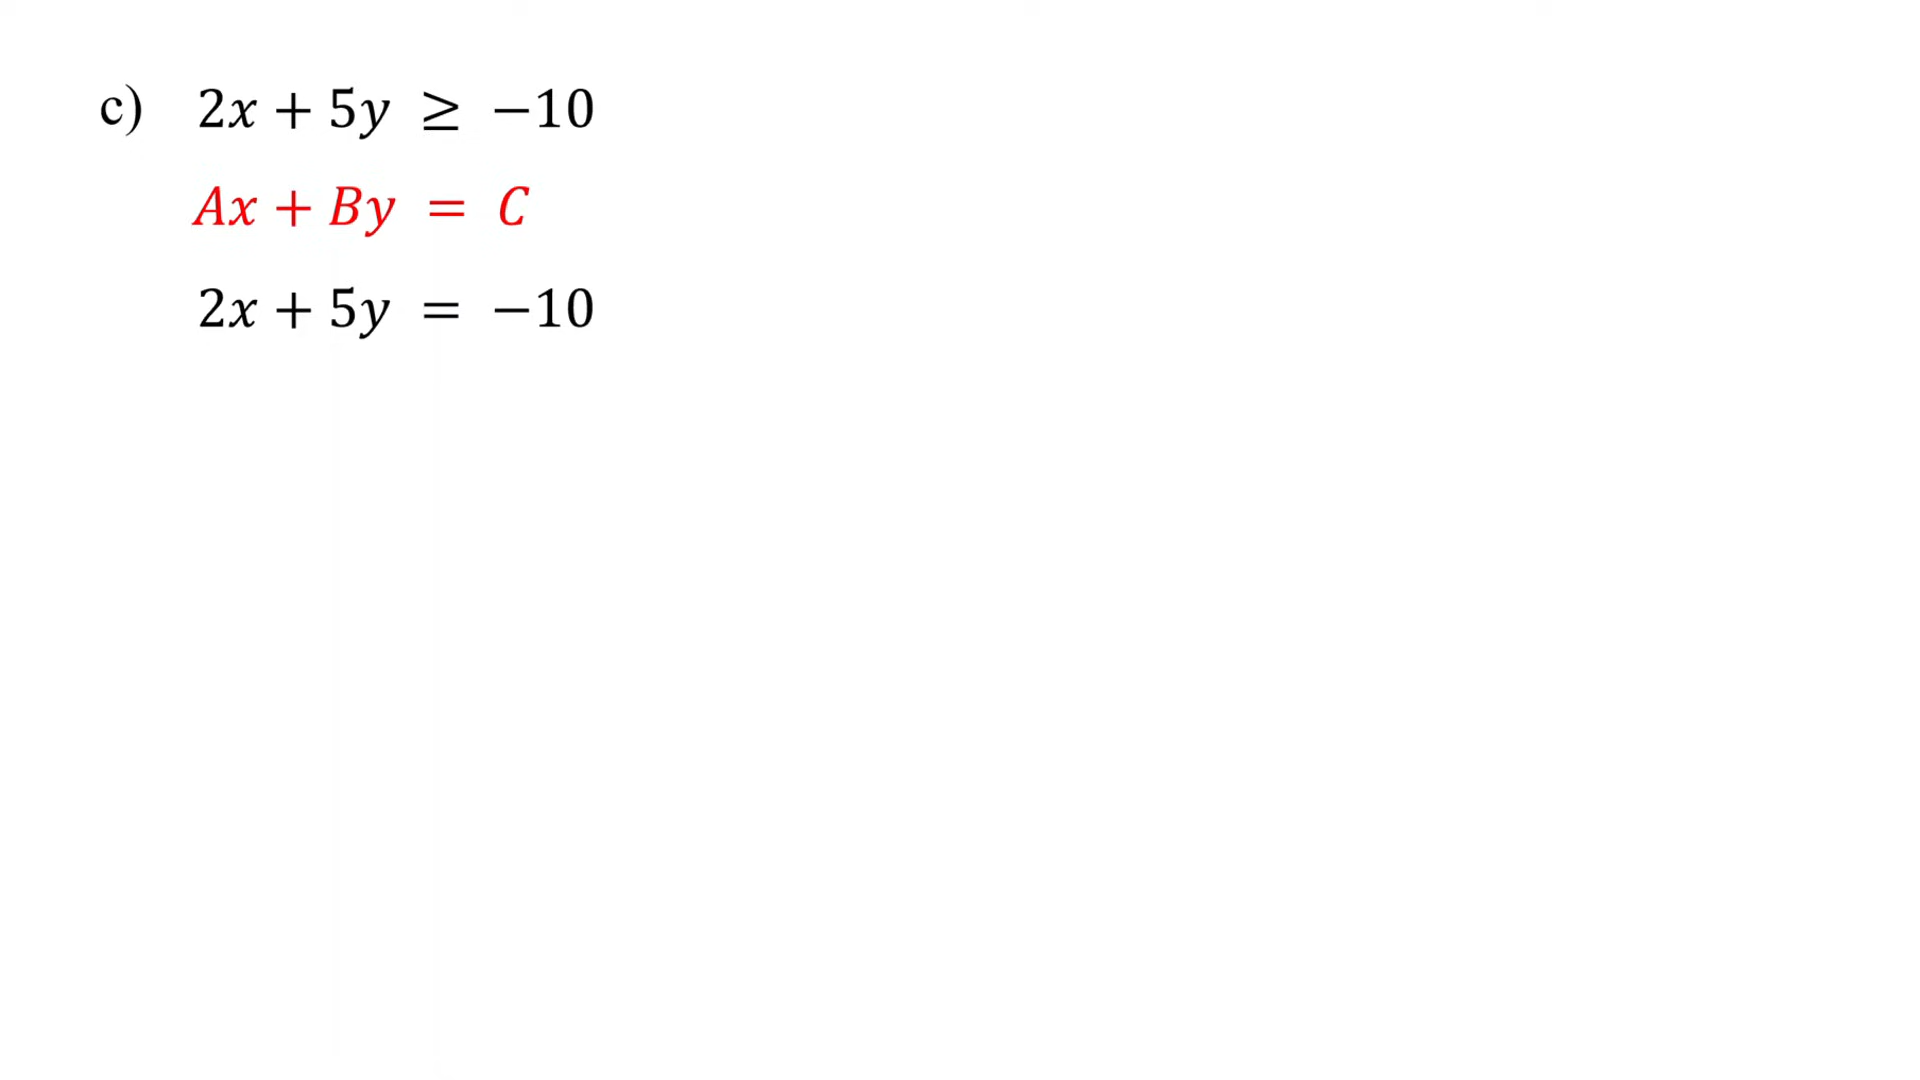 c) 2x + 5y ≥ −10
Ax + By = C
2x + 5y = −10